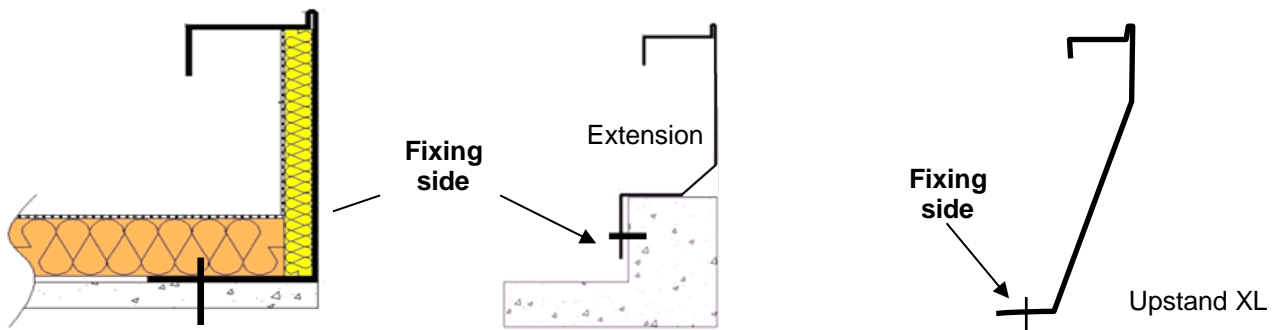 Extension
Fixing
side
Fixing
side
Upstand XL